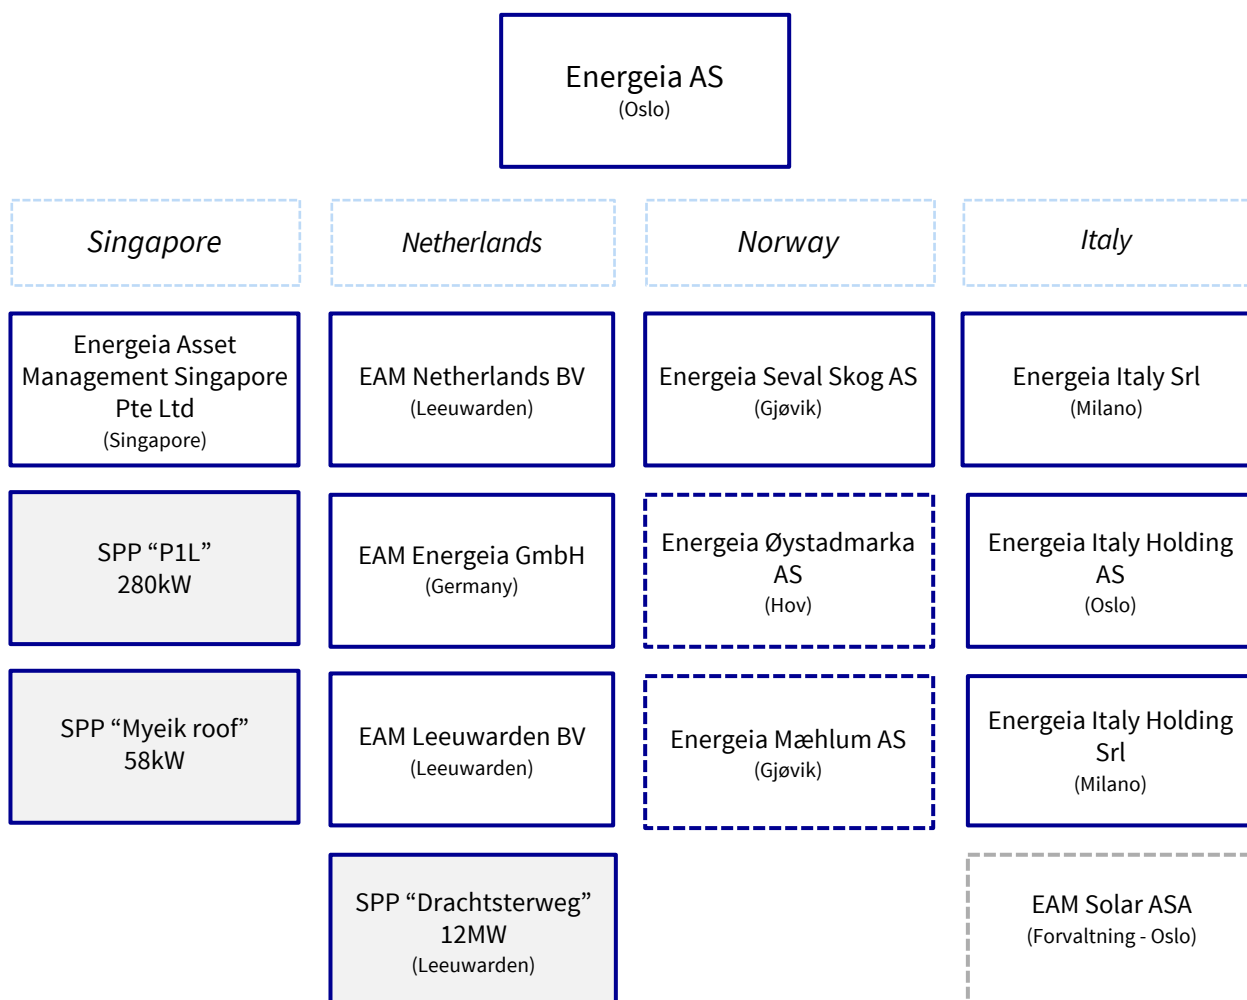 Energeia AS
(Oslo)
Singapore
Netherlands
Norway
Italy
Energeia Asset
Management Singapore
Pte Ltd
(Singapore)
EAM Netherlands BV
(Leeuwarden)
Energeia Seval Skog AS
(Gjøvik)
Energeia Italy Srl
(Milano)
SPP “P1L”
280kW
EAM Energeia GmbH
(Germany)
Energeia Øystadmarka
AS
(Hov)
Energeia Italy Holding
AS
(Oslo)
SPP “Myeik roof”
58kW
EAM Leeuwarden BV
(Leeuwarden)
Energeia Mæhlum AS
(Gjøvik)
Energeia Italy Holding
Srl
(Milano)
SPP “Drachtsterweg”
12MW
(Leeuwarden)
EAM Solar ASA
(Forvaltning - Oslo)